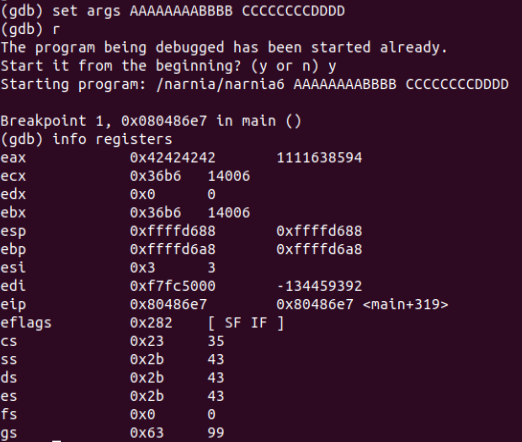 (gdb) set args AAAAAAAABBBB CCCCCCCCDDDD
(gdb) r
The program being debugged has been started already.
Start it from the beginning? (y or n) y
Starting program: /narnia/narnia6 AAAAAAAABBBB CCCCCCCCDDDD

Breakpoint 1, 0x080486e7 in main ()
(gdb) info registers
eax 0x42424242 1111638594
ecx 0x36b6 14006
edx 0x0 0
ebx 0x36b6 14006
esp 0xffffd688 0xffffd688
ebp 0xffffd6a8 0xffffd6a8
esi 0x3 3
edi 0xf7fc5000 -134459392
eip 0x80486e7 0x80486e7 <main+319>
eflags 0x282 [ SF IF ]
cs 0x23 35
ss 0x2b 43
ds 0x2b 43
es 0x2b 43
fs 0x0 0
gs 0x63 99